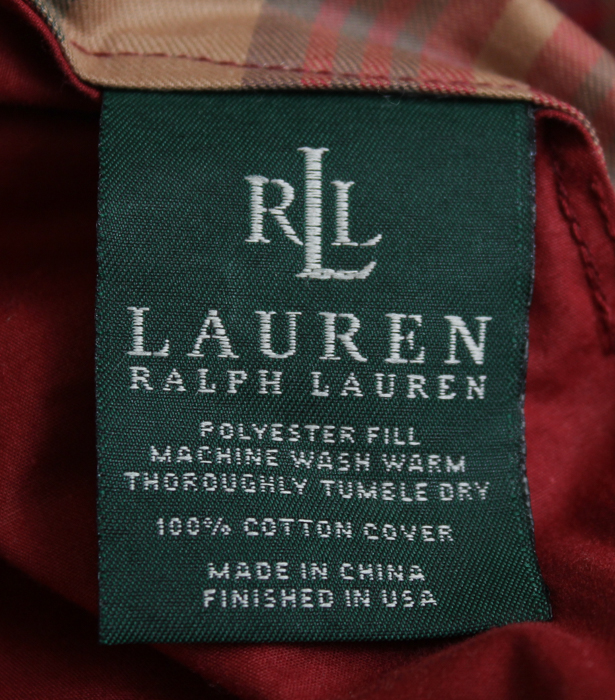 RLL
LAUREN
RALPH LAUREN
POLYESTER FILL
MACHINE WASH WARM
THOROUGHLY TUMBLE DRY
100% COTTON COVER
MADE IN CHINA
FINISHED IN USA